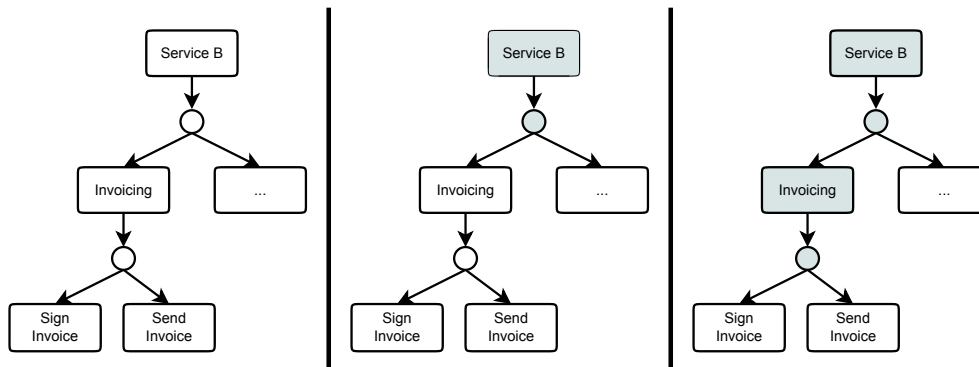 Service B
Invoicing
...
Sign
Invoice
Send
Invoice
Service B
Invoicing
...
Sign
Invoice
Send
Invoice
Service B
Invoicing
...
Sign
Invoice
Send
Invoice